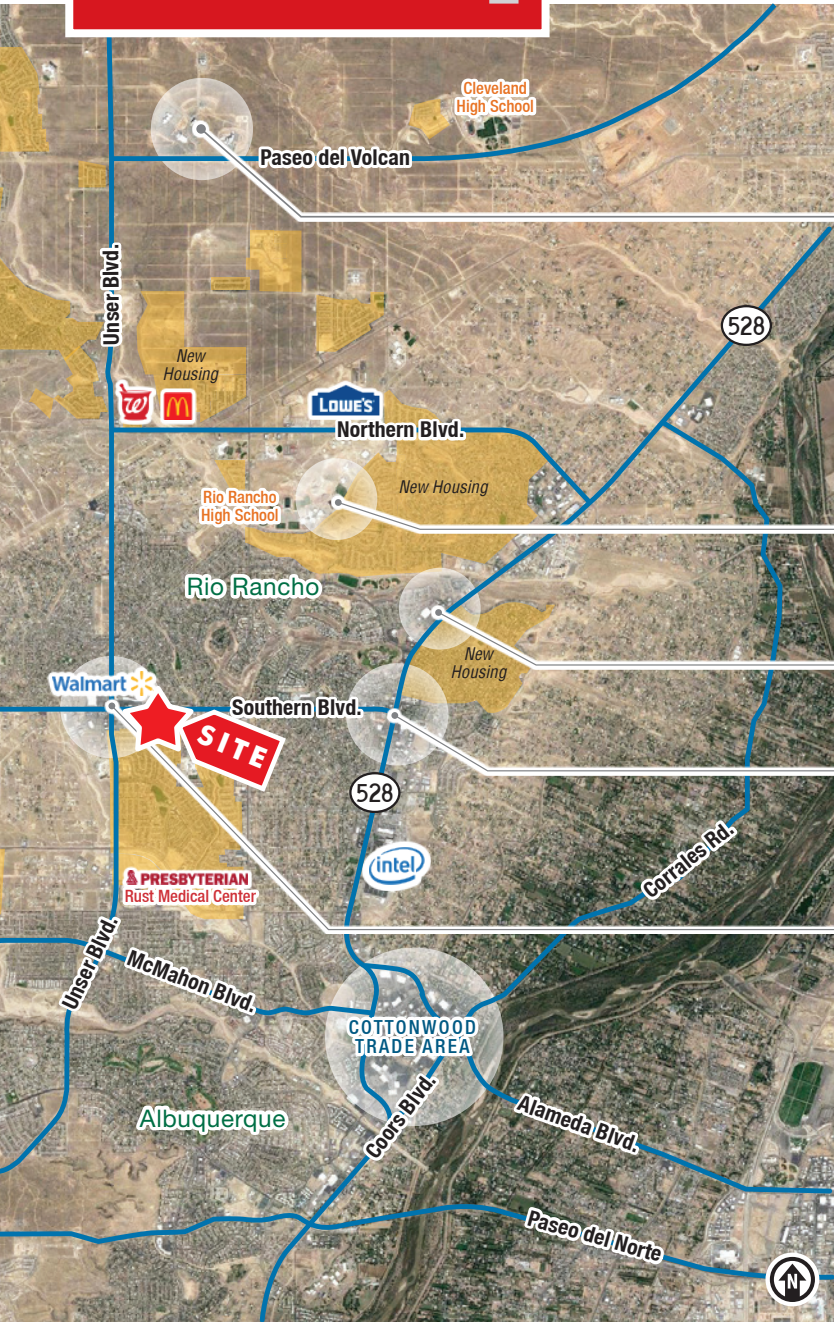 Cleveland
High School
Paseo del Volcan
Unser Blvd.
528
New
Housing
W
LOWE'S
Northern Blvd.
New Housing
Rio Rancho
High School
Rio Rancho
New
Housing
Walmart
Southern Blvd.
SITE
528
intel
Corrales Rd.
PRESBYTERIAN
Rust Medical Center
Unser Blvd.
McMahon Blvd.
COTTONWOOD
TRADE AREA
Coors Blvd.
Albuquerque
Alameda Blvd.
Paseo del Norte
N